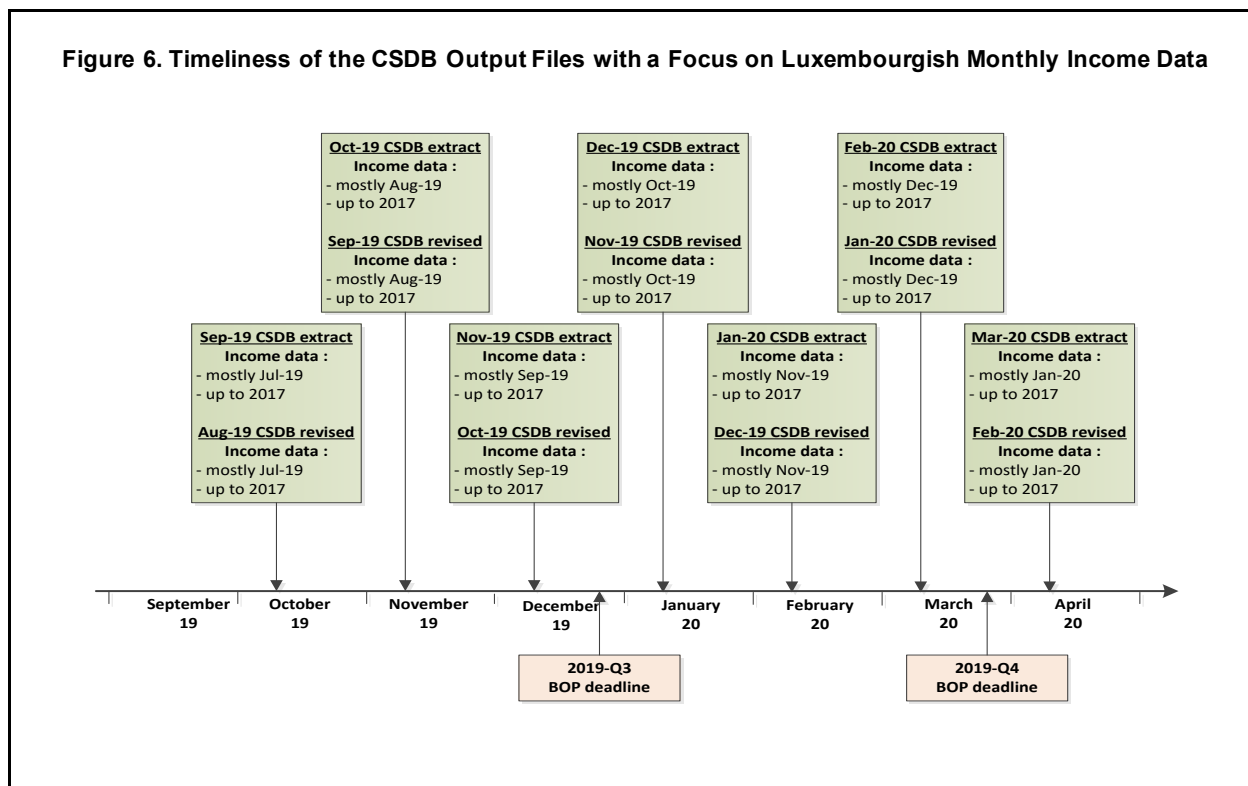 Figure 6. Timeliness of the CSDB Output Files with a Focus on Luxembourgish Monthly Income Data
Oct-19 CSDB extract
Income data :
- mostly Aug-19
- up to 2017
Sep-19 CSDB revised
Income data :
- mostly Aug-19
- up to 2017
Dec-19 CSDB extract
Income data :
- mostly Oct-19
- up to 2017
Nov-19 CSDB revised
Income data :
- mostly Oct-19
- up to 2017
Feb-20 CSDB extract
Income data :
- mostly Dec-19
- up to 2017
Jan-20 CSDB revised
Income data :
- mostly Dec-19
- up to 2017
Sep-19 CSDB extract
Income data :
- mostly Jul-19
- up to 2017
Aug-19 CSDB revised
Income data :
- mostly Jul-19
- up to 2017
Nov-19 CSDB extract
Income data :
- mostly Sep-19
- up to 2017
Oct-19 CSDB revised
Income data :
- mostly Sep-19
- up to 2017
Jan-20 CSDB extract
Income data :
- mostly Nov-19
- up to 2017
Dec-19 CSDB revised
Income data :
- mostly Nov-19
- up to 2017
Mar-20 CSDB extract
Income data :
- mostly Jan-20
- up to 2017
Feb-20 CSDB revised
Income data :
- mostly Jan-20
- up to 2017
September
19
October
19
November
19
December
19
January
20
February
20
March
20
April
20
2019-Q3
BOP deadline
2019-Q4
BOP deadline